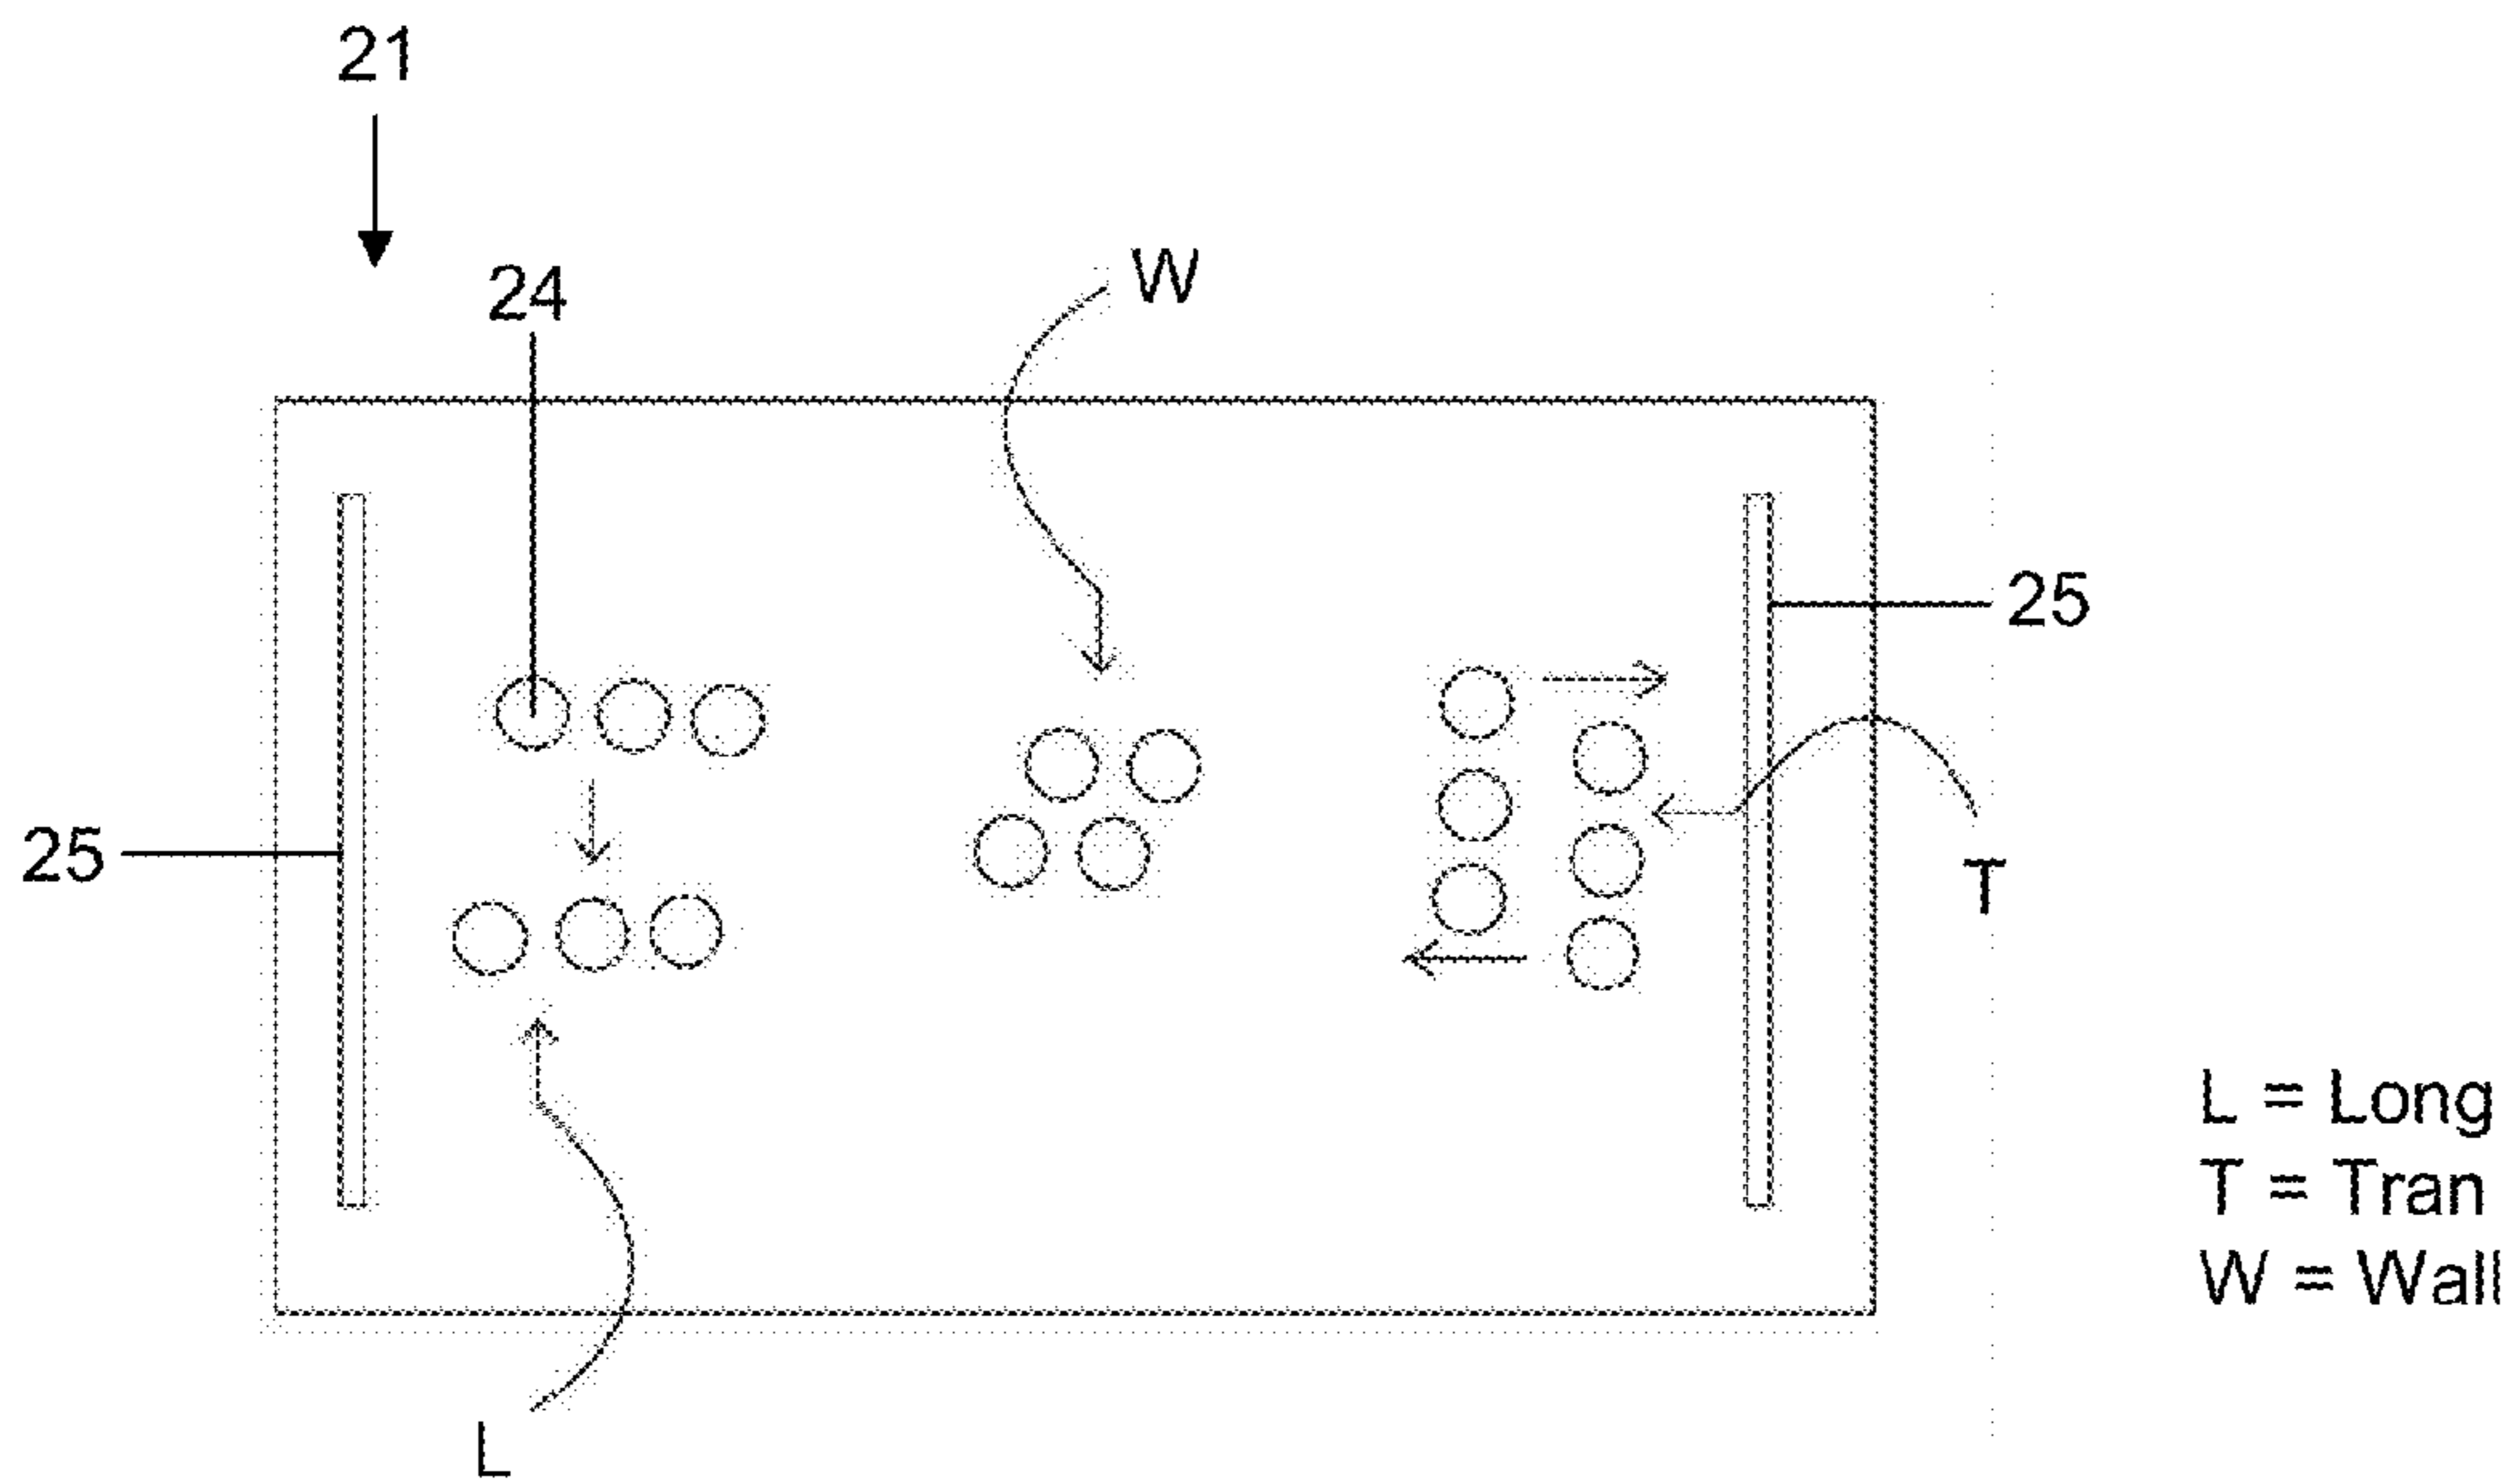 21
24
W
25
25
T
L = Long
T = Tran
W = Wall
L